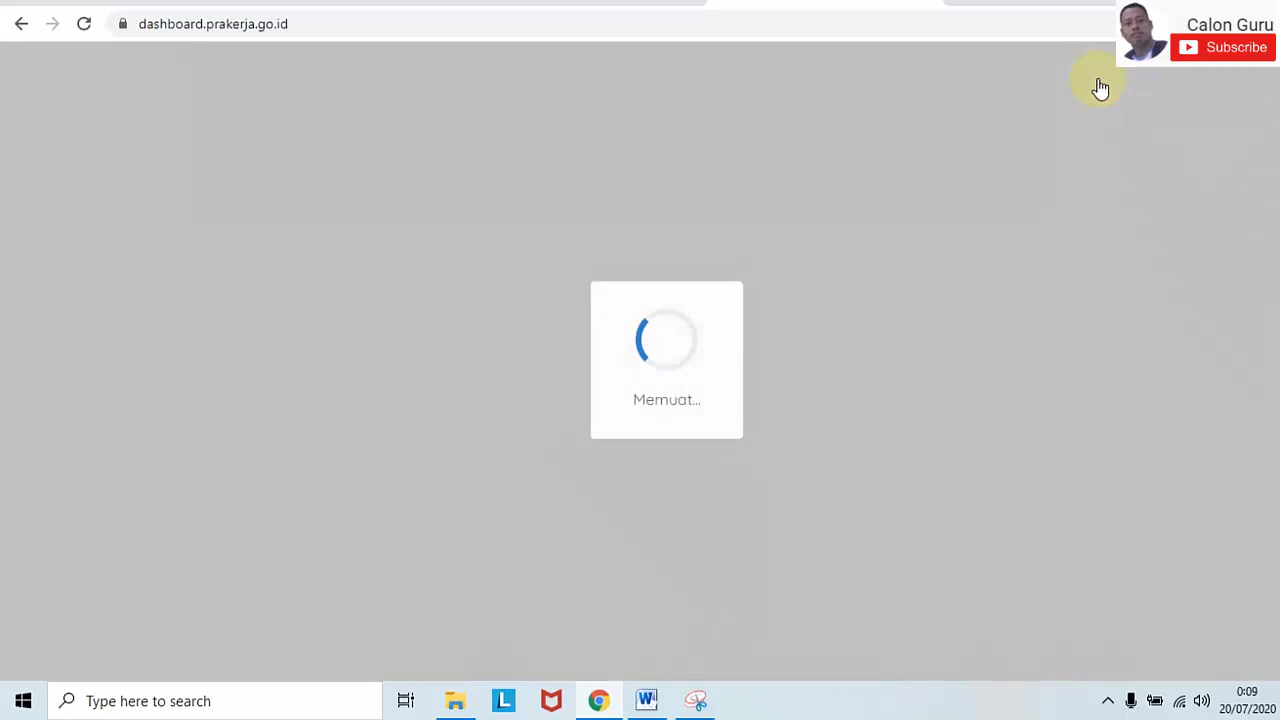 dashboard.prakerja.go.id
Calon Guru
Subscribe
Memuat...
Type here to search
0:09
20/07/2020